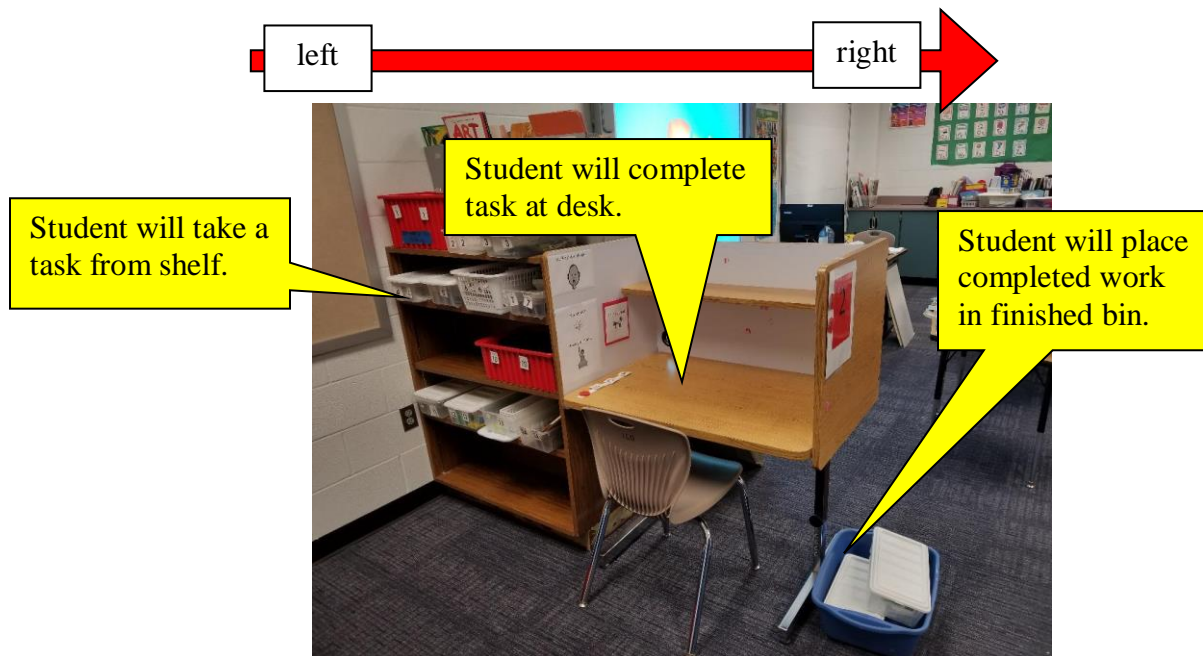 left
right
Student will take a
task from shelf.
Student will complete
task at desk.
Student will place
completed work
in finished bin.
ART
2